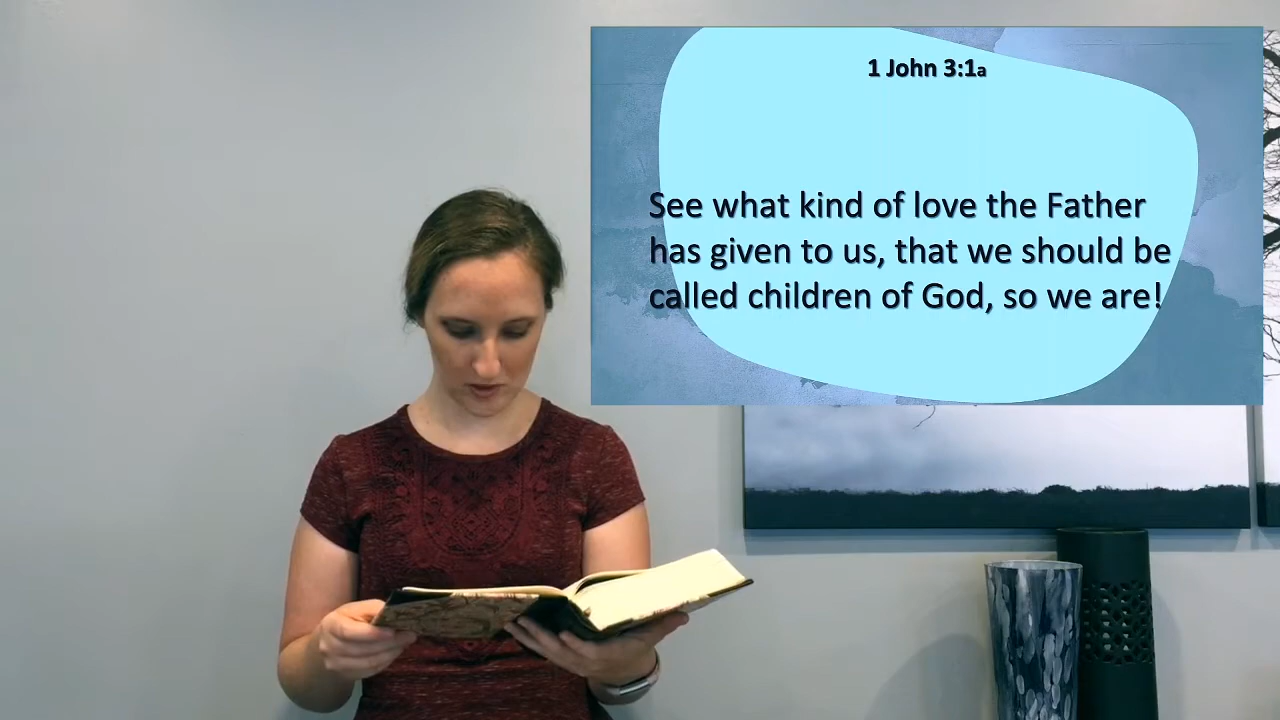 1 John 3:1a
See what kind of love the Father
has given to us, that we should be
called children of God, so we are!